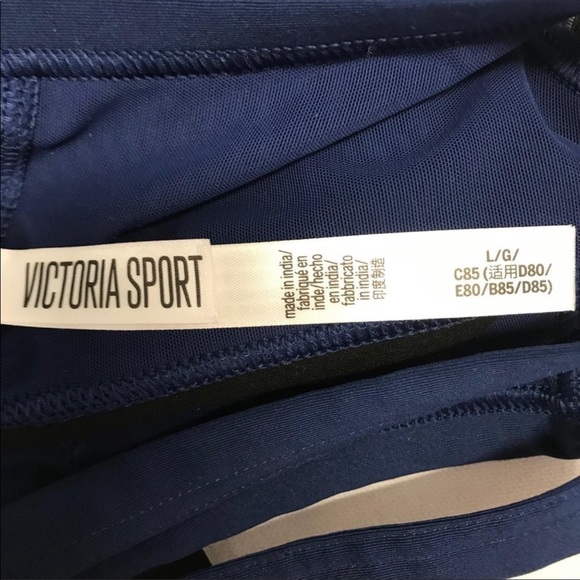 VICTORIA SPORT
made in india/
fabriqué en
inde/hecho
en india/
fabbricato
in india/
印度制造
L/G/
C85 (适用D80/
E80/B85/D85)